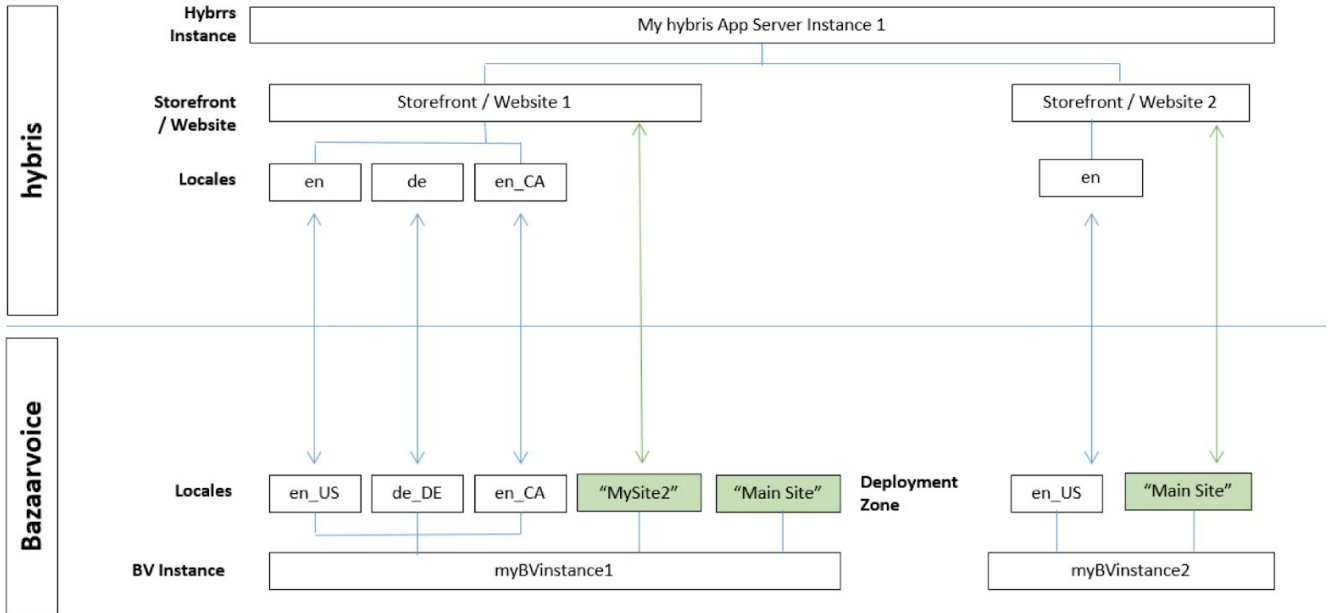 hybris
Hybrrs
Instance
My hybris App Server Instance 1
Storefront
/ Website
Storefront / Website 1
Storefront / Website 2
Locales
en
de
en_CA
en
Bazaarvoice
Locales
en_US
de_DE
en_CA
“MySite2”
“Main Site”
Deployment
Zone
en_US
“Main Site”
BV Instance
myBVinstance1
myBVinstance2